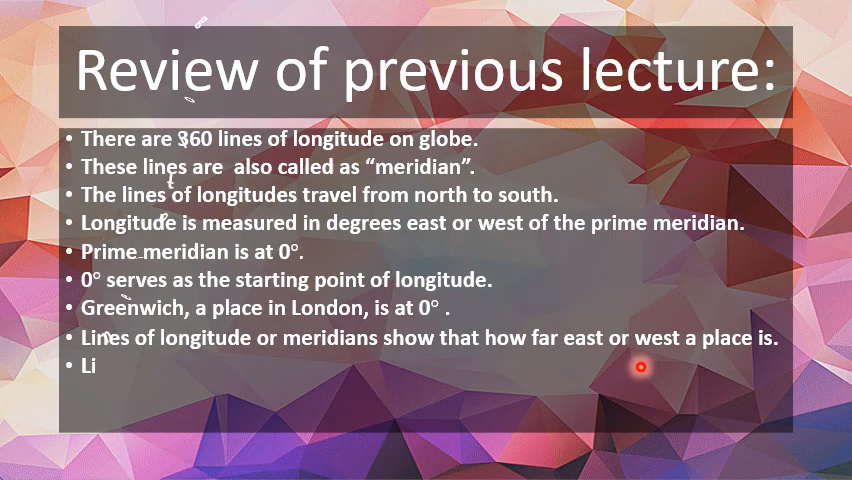 Review of previous lecture:
• There are 360 lines of longitude on globe.
• These lines are also called as “meridian”.
• The lines of longitudes travel from north to south.
• Longitude is measured in degrees east or west of the prime meridian.
• Prime meridian is at 0°.
• 0° serves as the starting point of longitude.
• Greenwich, a place in London, is at 0° .
• Lines of longitude or meridians show that how far east or west a place is.
• Li